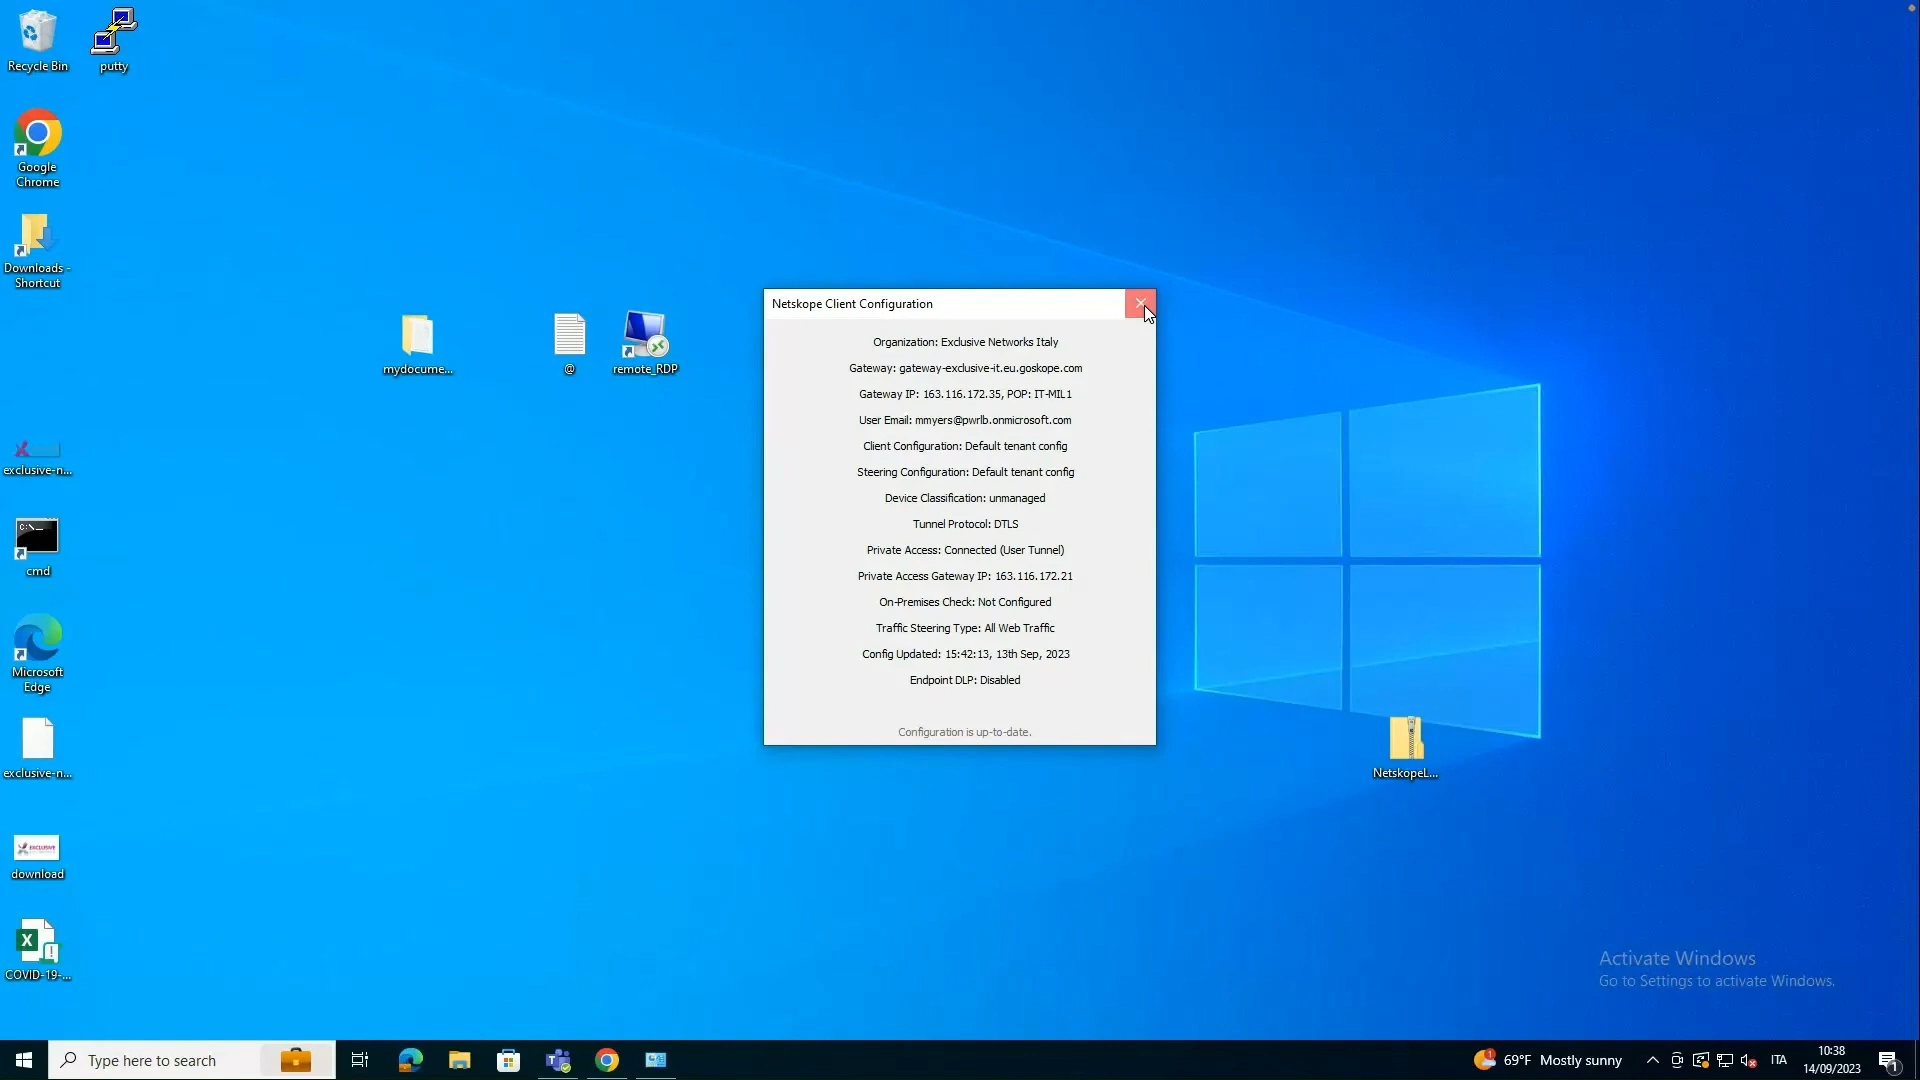 Recycle Bin
putty
Google
Chrome
Downloads -
Shortcut
mydocume...
@
remote_RDP
exclusive-n...
C:\_
cmd
Microsoft
Edge
exclusive-n...
EXCLUSIVE
download
COVID-19-...
Netskope Client Configuration
Organization: Exclusive Networks Italy
Gateway: gateway-exclusive-it.eu.goskope.com
Gateway IP: 163.116.172.35, POP: IT-MIL1
User Email: mmyers@pwrlb.onmicrosoft.com
Client Configuration: Default tenant config
Steering Configuration: Default tenant config
Device Classification: unmanaged
Tunnel Protocol: DTLS
Private Access: Connected (User Tunnel)
Private Access Gateway IP: 163.116.172.21
On-Premises Check: Not Configured
Traffic Steering Type: All Web Traffic
Config Updated: 15:42:13, 13th Sep, 2023
Endpoint DLP: Disabled
Configuration is up-to-date.
NetskopeL...
Activate Windows
Go to Settings to activate Windows.
Type here to search
1
69°F Mostly sunny
ITA
10:38
14/09/2023
1